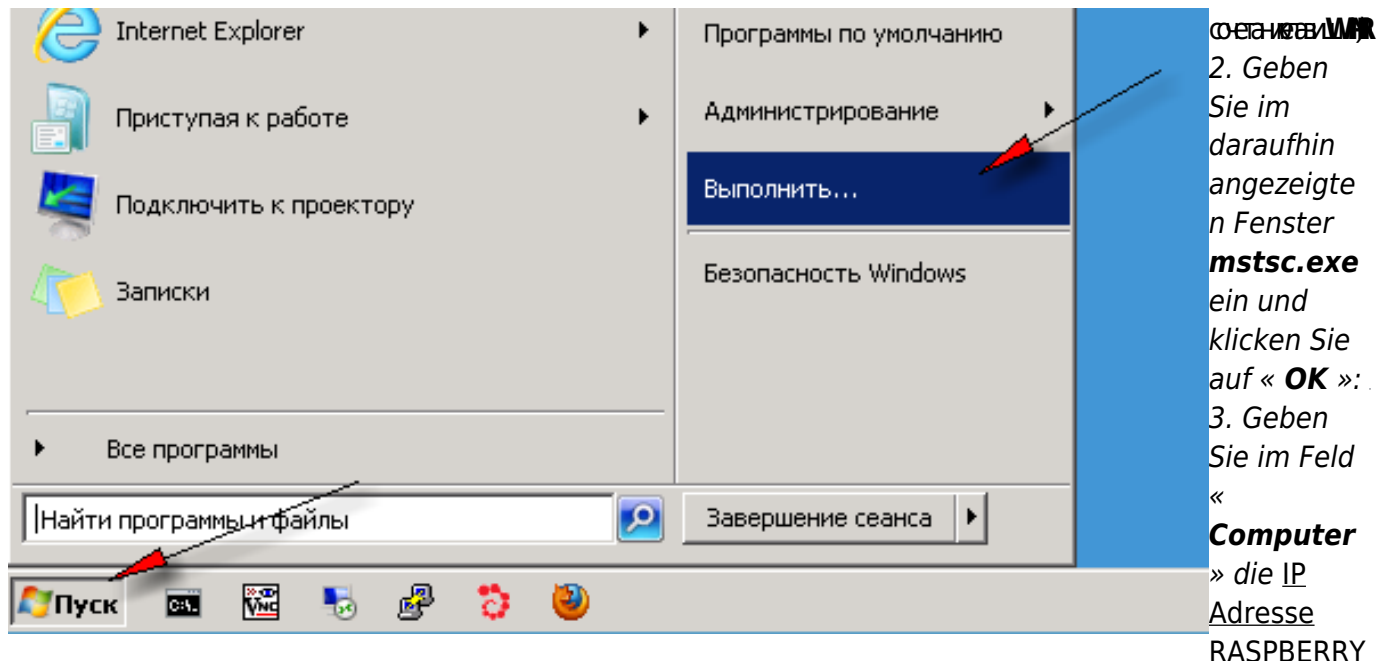 Internet Explorer
Приступая к работе
Подключить к проектору
Записки
Все программы
Найти программы и файлы
Программы по умолчанию
Администрирование
Выполнить...
Безопасность Windows
Завершение сеанса
Пуск
C:\.
VNC
2. Geben
Sie im
daraufhin
angezeigte
n Fenster
mstsc.exe
ein und
klicken Sie
auf « OK »:
3. Geben
Sie im Feld
«
Computer
» die IP
Adresse
RASPBERRY